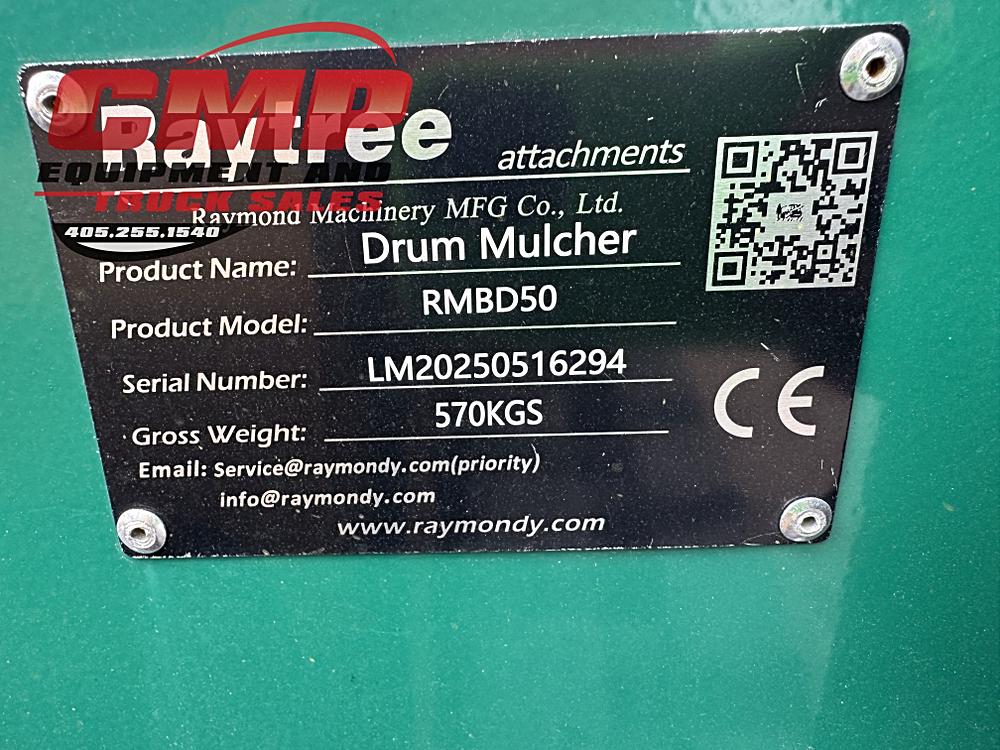 CMD
EQUIPMENT AND
TRUCK SALES
405.255.1540
Raytree
attachments
Raymond Machinery MFG Co., Ltd.
Product Name: Drum Mulcher
Product Model: RMBD50
Serial Number: LM20250516294
Gross Weight: 570KGS
Email: Service@raymondy.com(priority)
info@raymondy.com
www.raymondy.com
CE